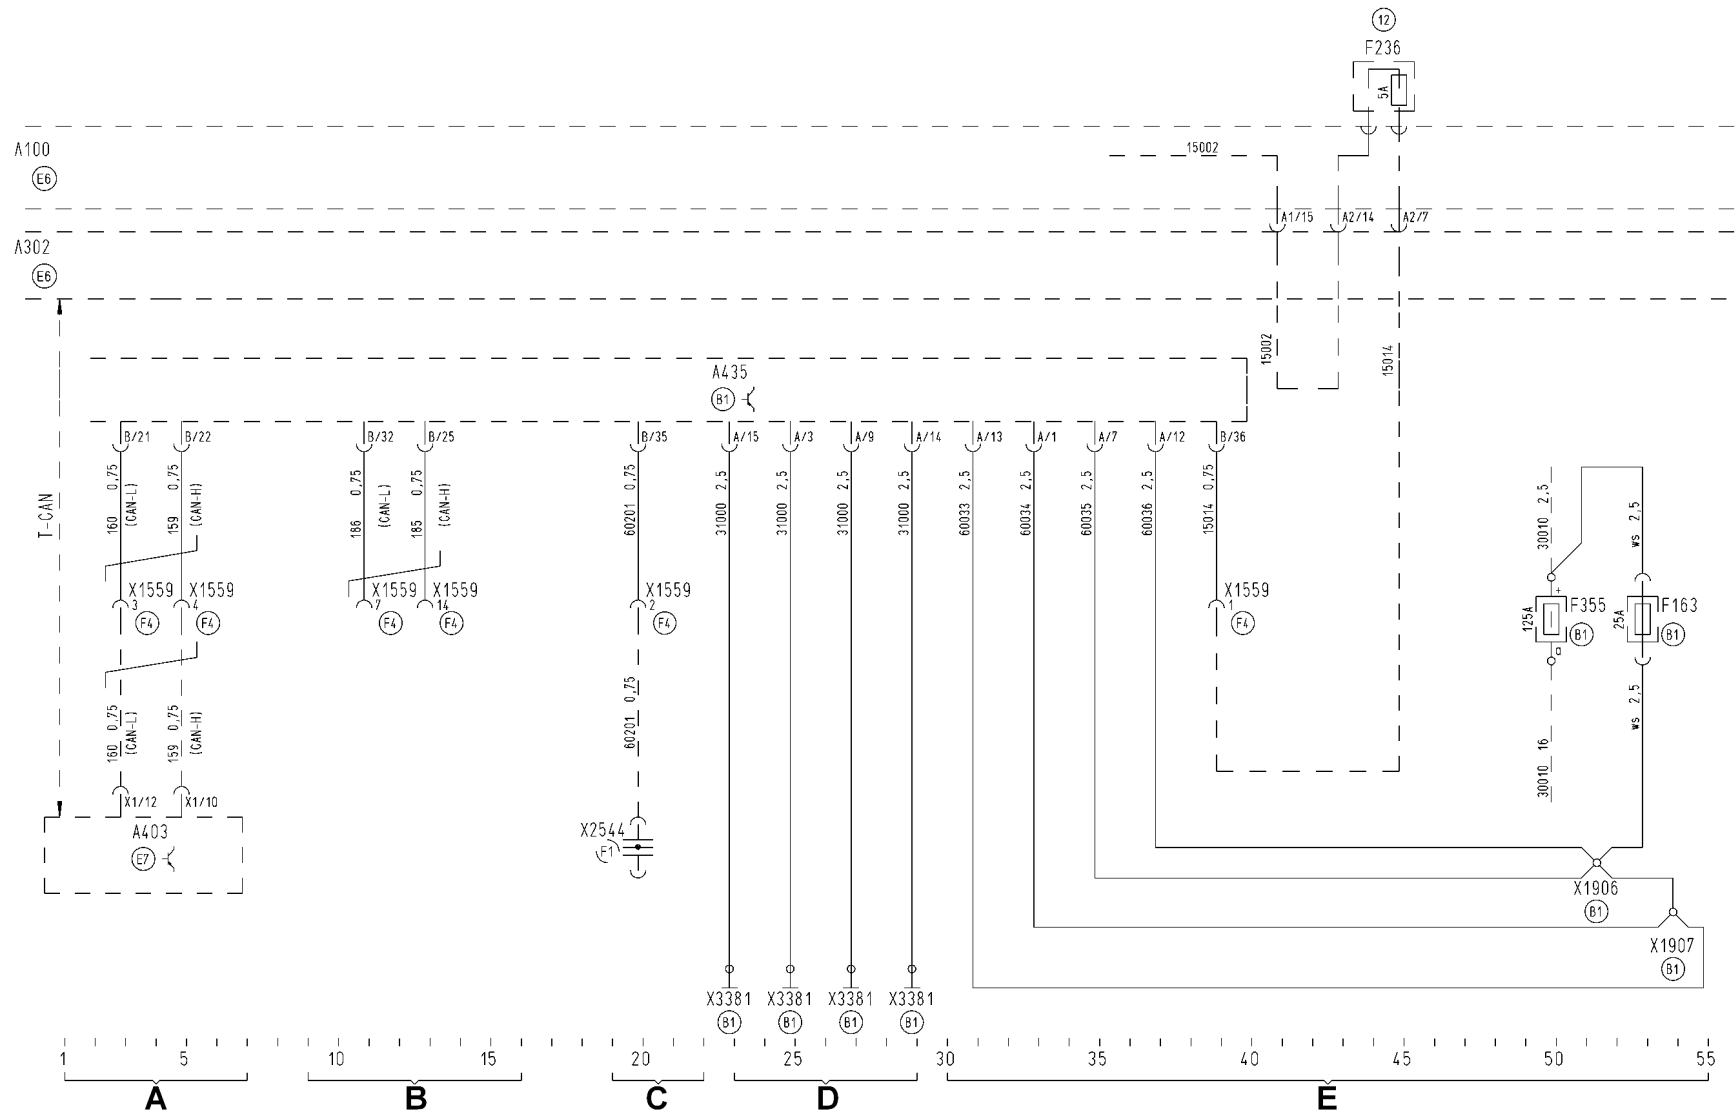 12
F236
5A
A100
E6
15002
A1/15
A2/14
A2/7
A302
E6
15002
15014
T-CAN
A435
B1
B/21
B/22
B/32
B/25
B/35
A/15
A/3
A/9
A/14
A/13
A/1
A/7
A/12
B/36
160 0,75
(CAN-L)
159 0,75
(CAN-H)
186 0,75
(CAN-L)
185 0,75
(CAN-H)
60201 0,75
31000 2,5
31000 2,5
31000 2,5
31000 2,5
60033 2,5
60034 2,5
60035 2,5
60036 2,5
15014 0,75
30010 2,5
ws 2,5
X1559
3
F4
X1559
4
F4
X1559
7
F4
X1559
14
F4
X1559
2
F4
X1559
1
F4
+
125A
F355
B1
a
25A
F163
B1
160 0,75
(CAN-L)
159 0,75
(CAN-H)
60201 0,75
30010 16
ws 2,5
X1/12
X1/10
A403
E7
X2544
F1
X1906
B1
X1907
B1
X3381
B1
X3381
B1
X3381
B1
X3381
B1
1 5 10 15 20 25 30 35 40 45 50 55
A B C D E